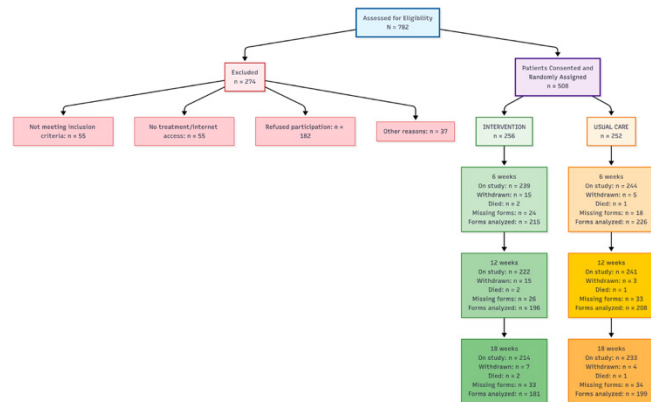 Assessed for Eligibility
N = 782
Excluded
n = 274
Patients Consented and
Randomly Assigned
n = 508
Not meeting inclusion
criteria: n = 55
No treatment/internet
access: n = 55
Refused participation: n =
182
Other reasons: n = 37
INTERVENTION
n = 256
USUAL CARE
n = 252
6 weeks
On study: n = 239
Withdrawn: n = 15
Died: n = 2
Missing forms: n = 24
Forms analyzed: n = 215
6 weeks
On study: n = 244
Withdrawn: n = 5
Died: n = 1
Missing forms: n = 18
Forms analyzed: n = 226
12 weeks
On study: n = 222
Withdrawn: n = 15
Died: n = 2
Missing forms: n = 26
Forms analyzed: n = 196
12 weeks
On study: n = 241
Withdrawn: n = 3
Died: n = 1
Missing forms: n = 33
Forms analyzed: n = 208
18 weeks
On study: n = 214
Withdrawn: n = 7
Died: n = 2
Missing forms: n = 33
Forms analyzed: n = 181
18 weeks
On study: n = 233
Withdrawn: n = 4
Died: n = 1
Missing forms: n = 34
Forms analyzed: n = 199